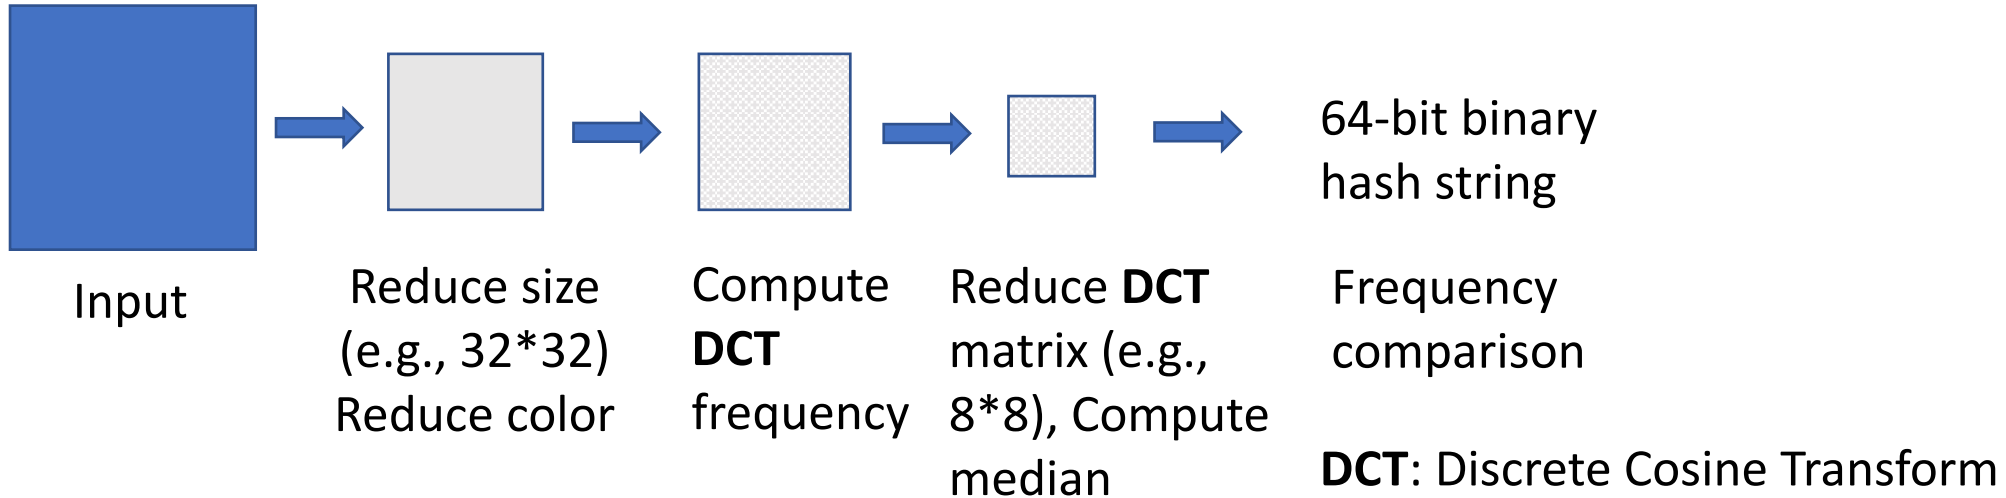 Input
Reduce size
(e.g., 32*32)
Reduce color
Compute
DCT
frequency
Reduce DCT
matrix (e.g.,
8*8), Compute
median
64-bit binary
hash string
Frequency
comparison
DCT: Discrete Cosine Transform